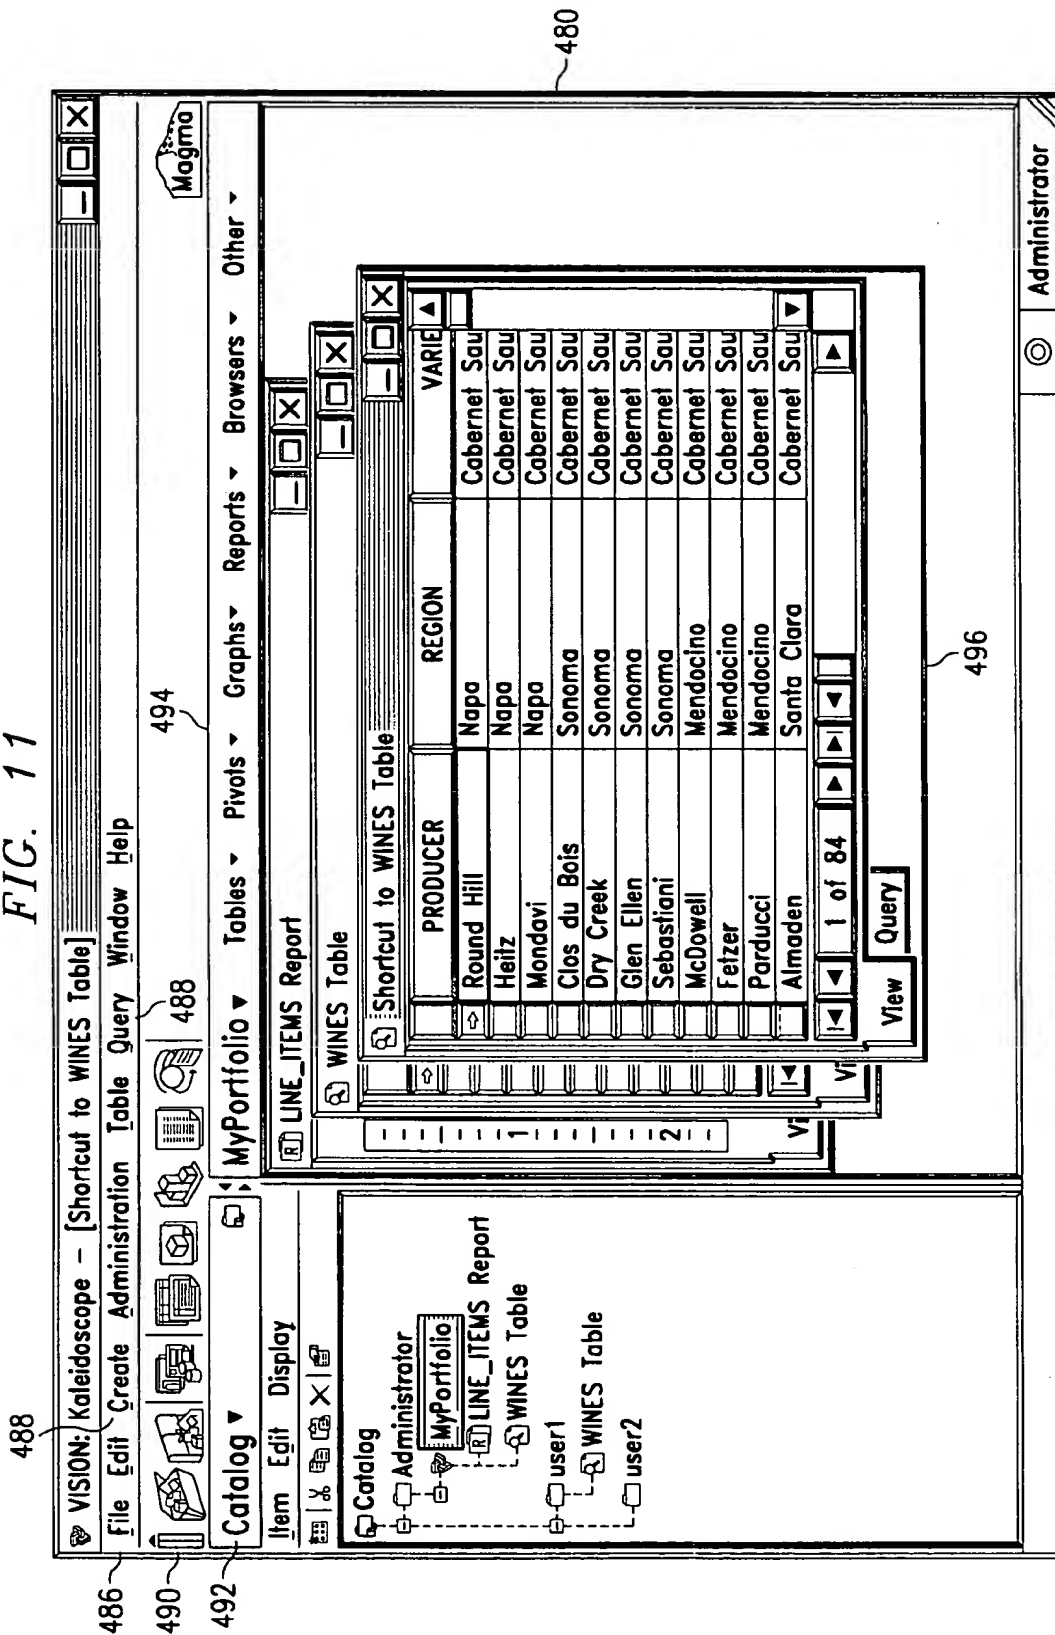 FIG. 11
VISION: Kaleidoscope - [Shortcut to WINES Table]
486
488
File Edit Create Administration Table Query Window Help
488
490
Magma
494
492
Catalog
MyPortfolio
Tables Pivots Graphs Reports Browsers Other
Item Edit Display
Catalog
Administrator
MyPortfolio
LINE_ITEMS Report
WINES Table
user1
WINES Table
user2
R LINE_ITEMS Report
1
2
Vi
WINES Table
Vi
Shortcut to WINES Table
PRODUCER REGION VARIE
Round Hill Napa Cabernet Sau
Heitz Napa Cabernet Sau
Mondavi Napa Cabernet Sau
Clos du Bois Sonoma Cabernet Sau
Dry Creek Sonoma Cabernet Sau
Glen Ellen Sonoma Cabernet Sau
Sebastiani Sonoma Cabernet Sau
McDowell Mendocino Cabernet Sau
Fetzer Mendocino Cabernet Sau
Parducci Mendocino Cabernet Sau
Almaden Santa Clara Cabernet Sau
1 of 84
View Query
496
480
Administrator